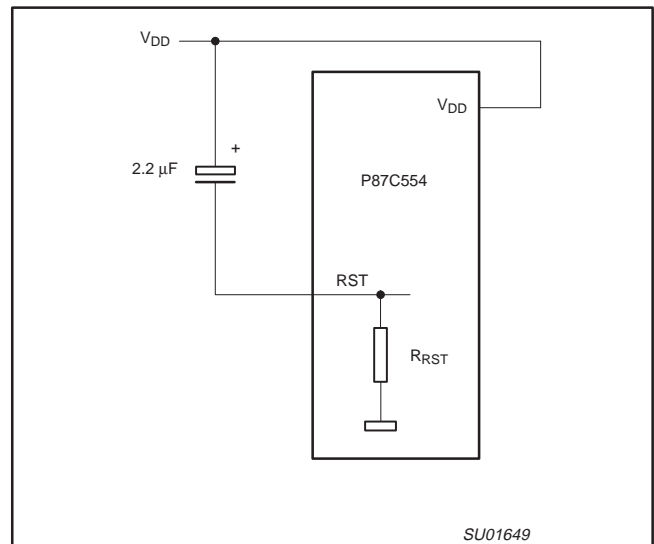 VDD
VDD
+
2.2 µF
P87C554
RST
RRST
SU01649